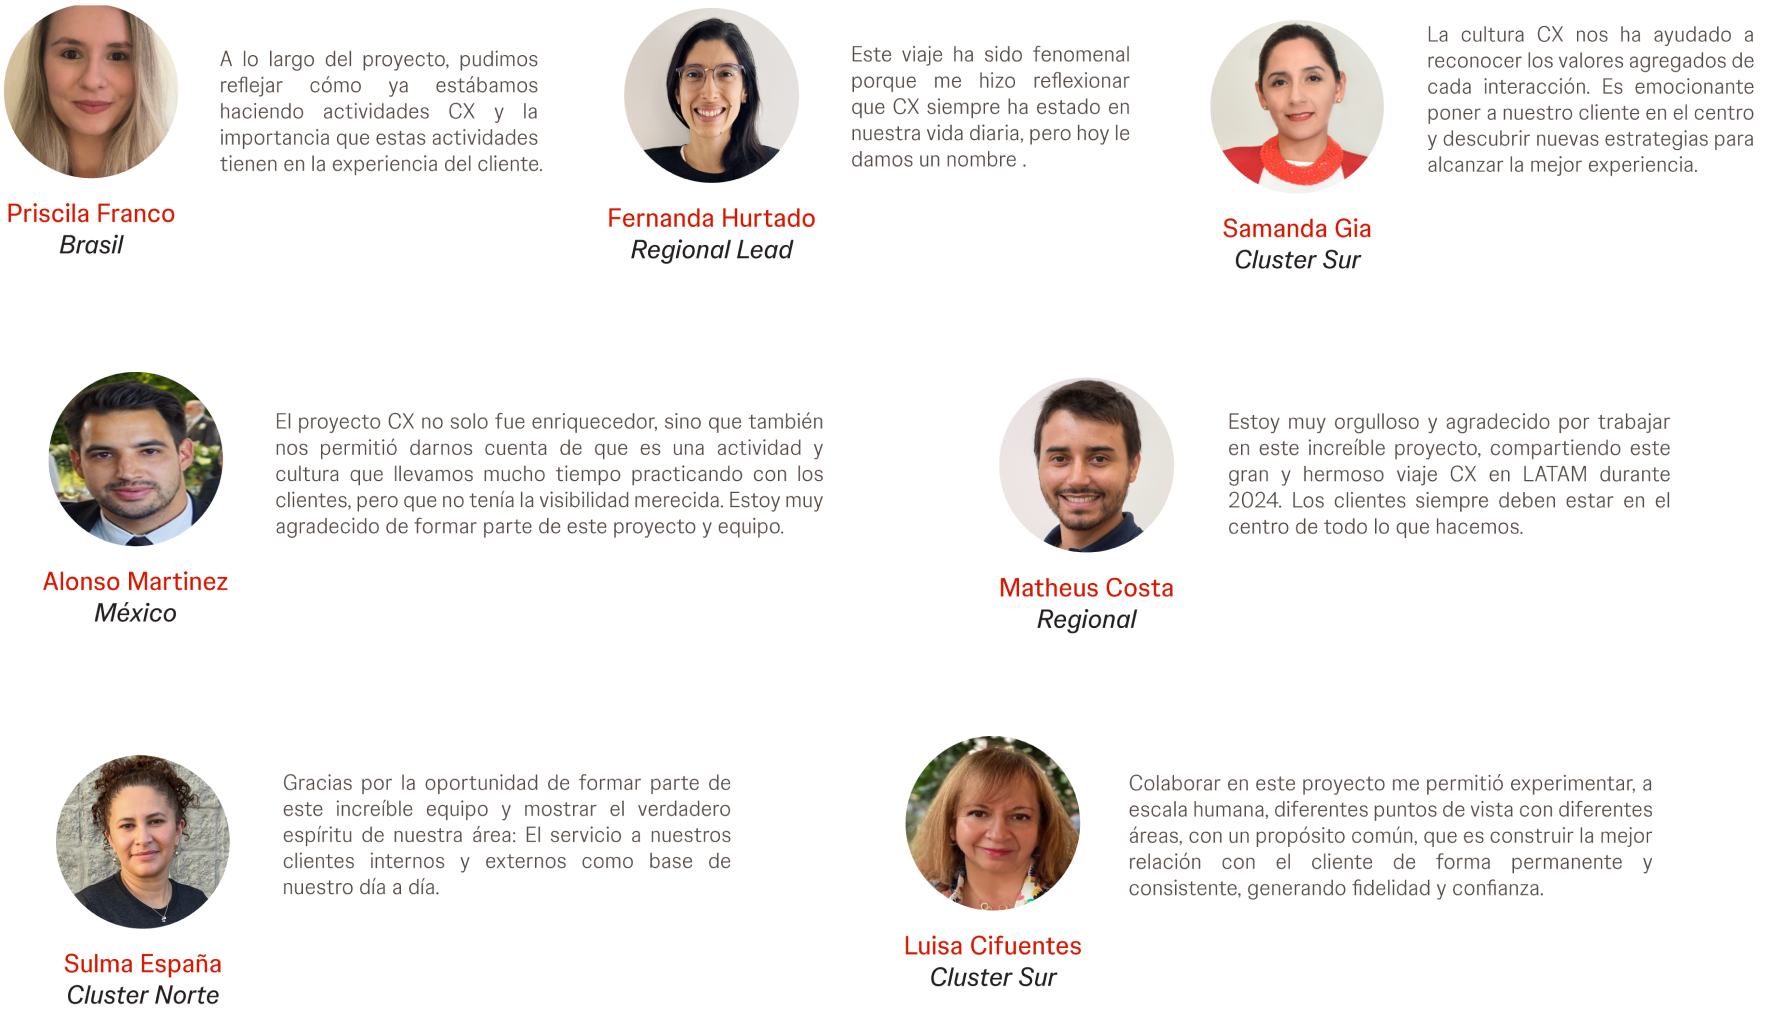 A lo largo del proyecto, pudimos
reflejar cómo ya estábamos
haciendo actividades CX y la
importancia que estas actividades
tienen en la experiencia del cliente.
Priscila Franco
Brasil
Este viaje ha sido fenomenal
porque me hizo reflexionar
que CX siempre ha estado en
nuestra vida diaria, pero hoy le
damos un nombre .
Fernanda Hurtado
Regional Lead
La cultura CX nos ha ayudado a
reconocer los valores agregados de
cada interacción. Es emocionante
poner a nuestro cliente en el centro
y descubrir nuevas estrategias para
alcanzar la mejor experiencia.
Samanda Gia
Cluster Sur
El proyecto CX no solo fue enriquecedor, sino que también
nos permitió darnos cuenta de que es una actividad y
cultura que llevamos mucho tiempo practicando con los
clientes, pero que no tenía la visibilidad merecida. Estoy muy
agradecido de formar parte de este proyecto y equipo.
Alonso Martinez
México
Estoy muy orgulloso y agradecido por trabajar
en este increíble proyecto, compartiendo este
gran y hermoso viaje CX en LATAM durante
2024. Los clientes siempre deben estar en el
centro de todo lo que hacemos.
Matheus Costa
Regional
Gracias por la oportunidad de formar parte de
este increíble equipo y mostrar el verdadero
espíritu de nuestra área: El servicio a nuestros
clientes internos y externos como base de
nuestro día a día.
Sulma España
Cluster Norte
Colaborar en este proyecto me permitió experimentar, a
escala humana, diferentes puntos de vista con diferentes
áreas, con un propósito común, que es construir la mejor
relación con el cliente de forma permanente y
consistente, generando fidelidad y confianza.
Luisa Cifuentes
Cluster Sur